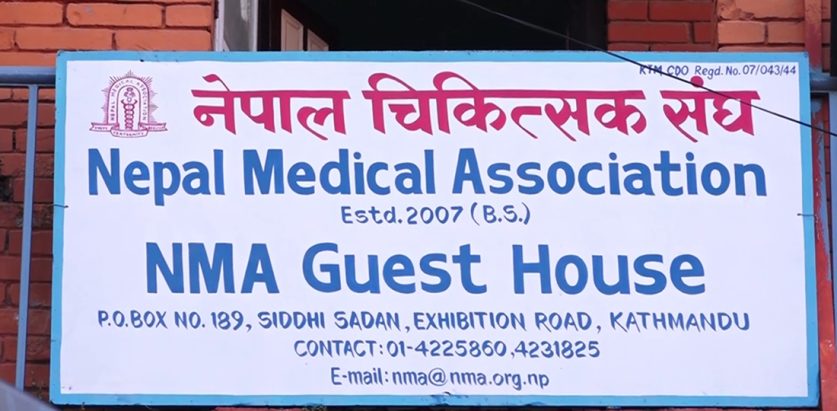 KTM CDO Regd. No. 07/043/44
नेपाल चिकित्सक संघ
Nepal Medical Association
Estd. 2007 (B.S.)
NMA Guest House
P.O.BOX NO. 189, SIDDHI SADAN, EXHIBITION ROAD, KATHMANDU
CONTACT: 01-4225860, 4231825
E-mail: nma@nma.org.np